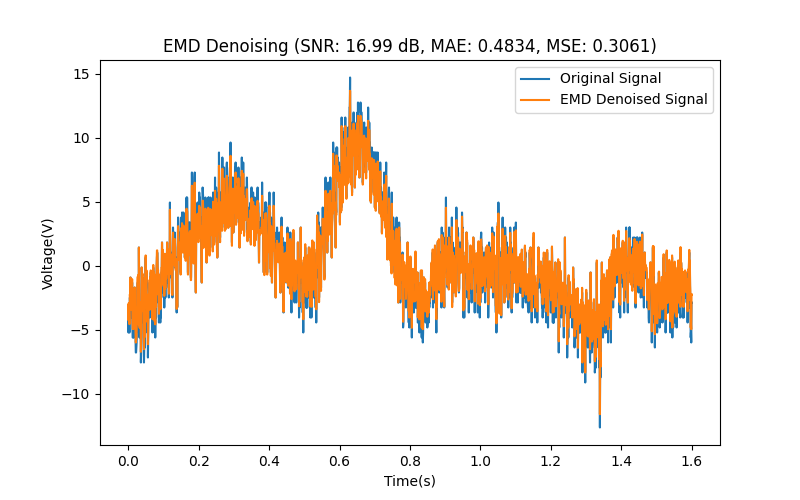 EMD Denoising (SNR: 16.99 dB, MAE: 0.4834, MSE: 0.3061)
Original Signal
EMD Denoised Signal
Voltage(V)
15
10
5
0
−5
−10
0.0 0.2 0.4 0.6 0.8 1.0 1.2 1.4 1.6
Time(s)